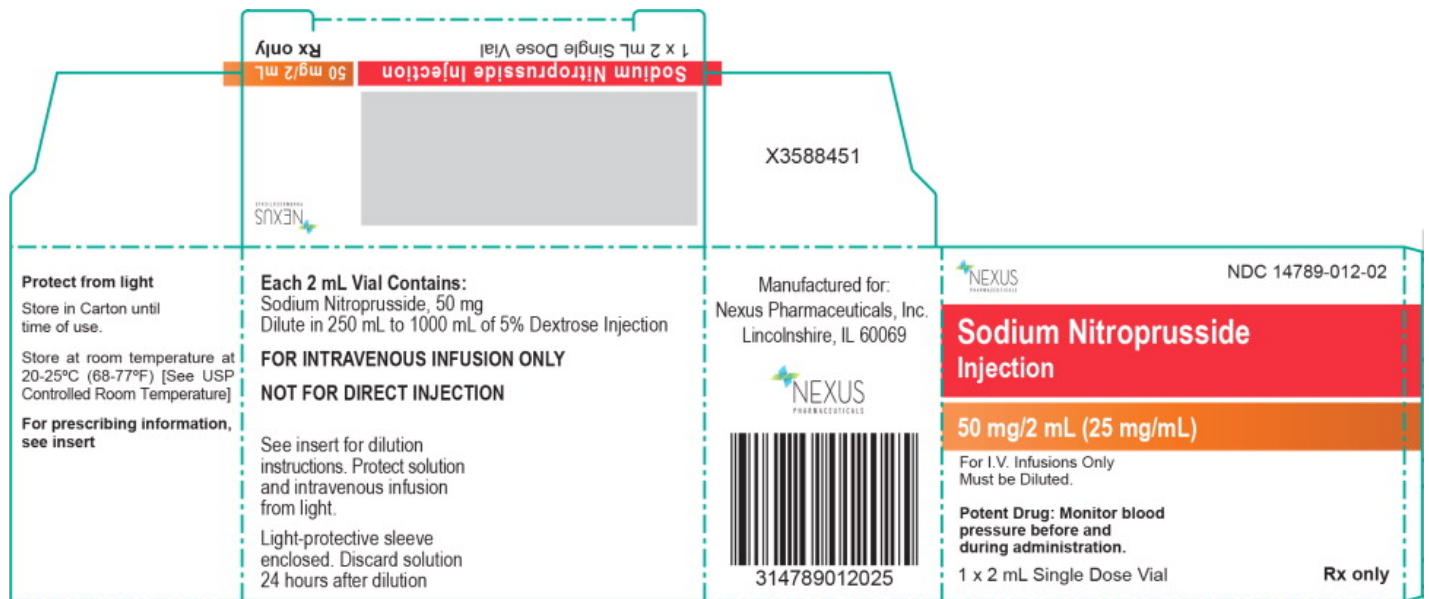 Rx only
1 x 2 mL Single Dose Vial
50 mg/2 mL
Sodium Nitroprusside Injection
NEXUS
PHARMACEUTICALS
X3588451
Protect from light
Store in Carton until
time of use.
Store at room temperature at
20-25ºC (68-77ºF) [See USP
Controlled Room Temperature]
For prescribing information,
see insert
Each 2 mL Vial Contains:
Sodium Nitroprusside, 50 mg
Dilute in 250 mL to 1000 mL of 5% Dextrose Injection
FOR INTRAVENOUS INFUSION ONLY
NOT FOR DIRECT INJECTION
See insert for dilution
instructions. Protect solution
and intravenous infusion
from light.
Light-protective sleeve
enclosed. Discard solution
24 hours after dilution
Manufactured for:
Nexus Pharmaceuticals, Inc.
Lincolnshire, IL 60069
NEXUS
PHARMACEUTICALS
314789012025
NEXUS
PHARMACEUTICALS
NDC 14789-012-02
Sodium Nitroprusside
Injection
50 mg/2 mL (25 mg/mL)
For I.V. Infusions Only
Must be Diluted.
Potent Drug: Monitor blood
pressure before and
during administration.
1 x 2 mL Single Dose Vial
Rx only